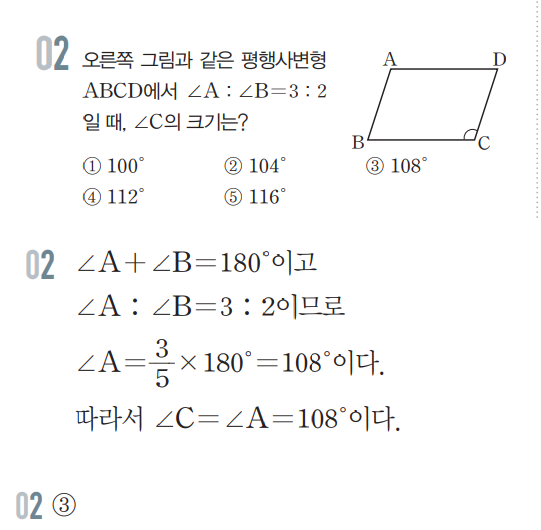 02 오른쪽 그림과 같은 평행사변형
ABCD에서 ∠A : ∠B=3 : 2
일 때, ∠C의 크기는?
A D
B C
① 100° ② 104° ③ 108°
④ 112° ⑤ 116°
02 ∠A+∠B=180°이고
∠A : ∠B=3 : 2이므로
∠A=3/5×180°=108°이다.
따라서 ∠C=∠A=108°이다.
02 ③